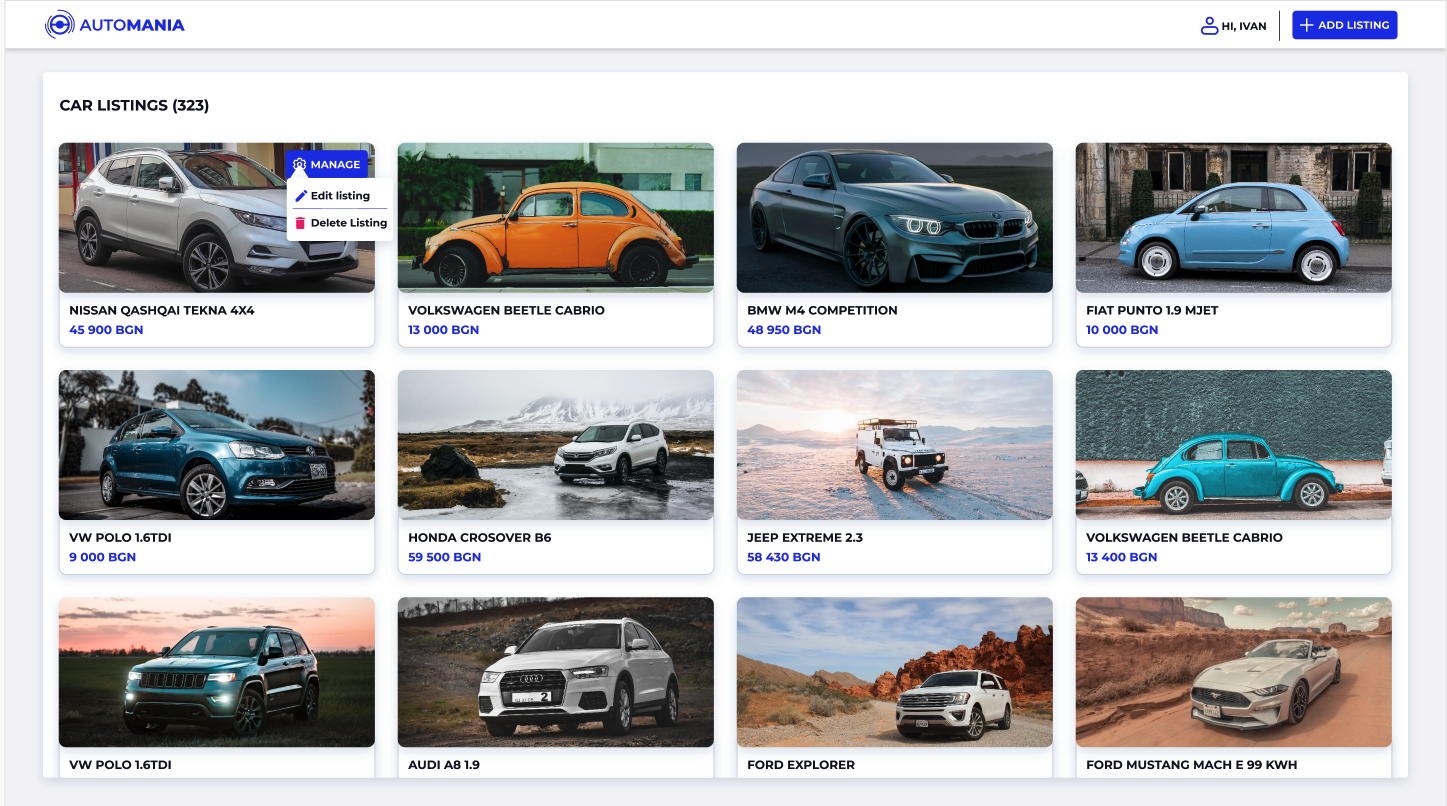 AUTOMANIA
HI, IVAN
ADD LISTING
CAR LISTINGS (323)
MANAGE
Edit listing
Delete Listing
NISSAN QASHQAI TEKNA 4X4
45 900 BGN
VOLKSWAGEN BEETLE CABRIO
13 000 BGN
BMW M4 COMPETITION
48 950 BGN
FIAT PUNTO 1.9 MJET
10 000 BGN
VW POLO 1.6TDI
9 000 BGN
HONDA CROSOVER B6
59 500 BGN
JEEP EXTREME 2.3
58 430 BGN
VOLKSWAGEN BEETLE CABRIO
13 400 BGN
VW POLO 1.6TDI
AUDI A8 1.9
FORD EXPLORER
FORD MUSTANG MACH E 99 KWH